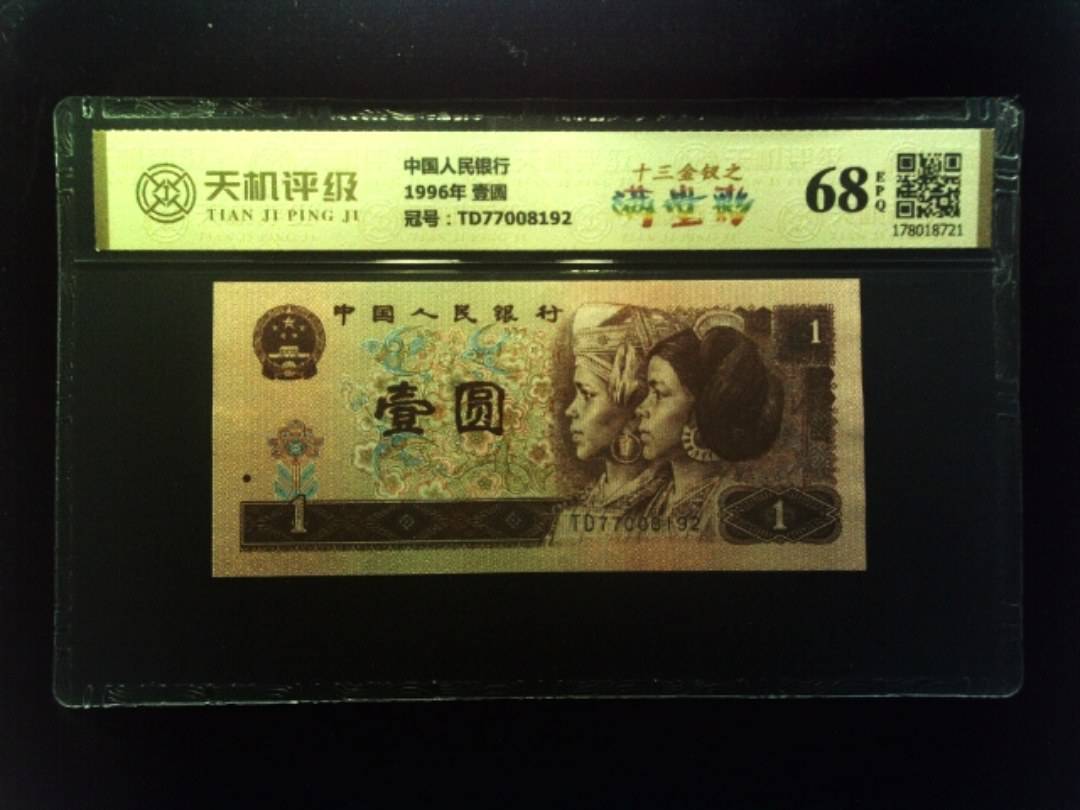 天机评级
TIAN JI PING JI
中国人民银行
1996年 壹圆
冠号：TD77008192
十三金钗之
满堂彩
68
EPQ
178018721
中国人民银行
1
壹圆
1
TD77008192
1